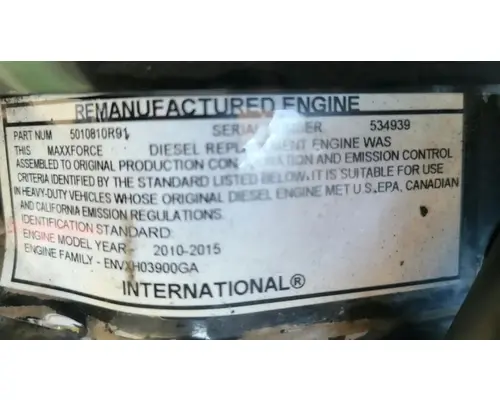 REMANUFACTURED ENGINE
PART NUM 5010810R91 SERIAL 534939
THIS MAXXFORCE DIESEL REPLACEMENT ENGINE WAS
ASSEMBLED TO ORIGINAL PRODUCTION CONFIGURATION AND EMISSION CONTROL
CRITERIA IDENTIFIED BY THE STANDARD LISTED BELOW.IT IS SUITABLE FOR USE
IN HEAVY-DUTY VEHICLES WHOSE ORIGINAL DIESEL ENGINE MET U.S.EPA, CANADIAN
AND CALIFORNIA EMISSION REGULATIONS.
IDENTIFICATION STANDARD:
ENGINE MODEL YEAR - 2010-2015
ENGINE FAMILY - ENVXH03900GA
INTERNATIONAL®